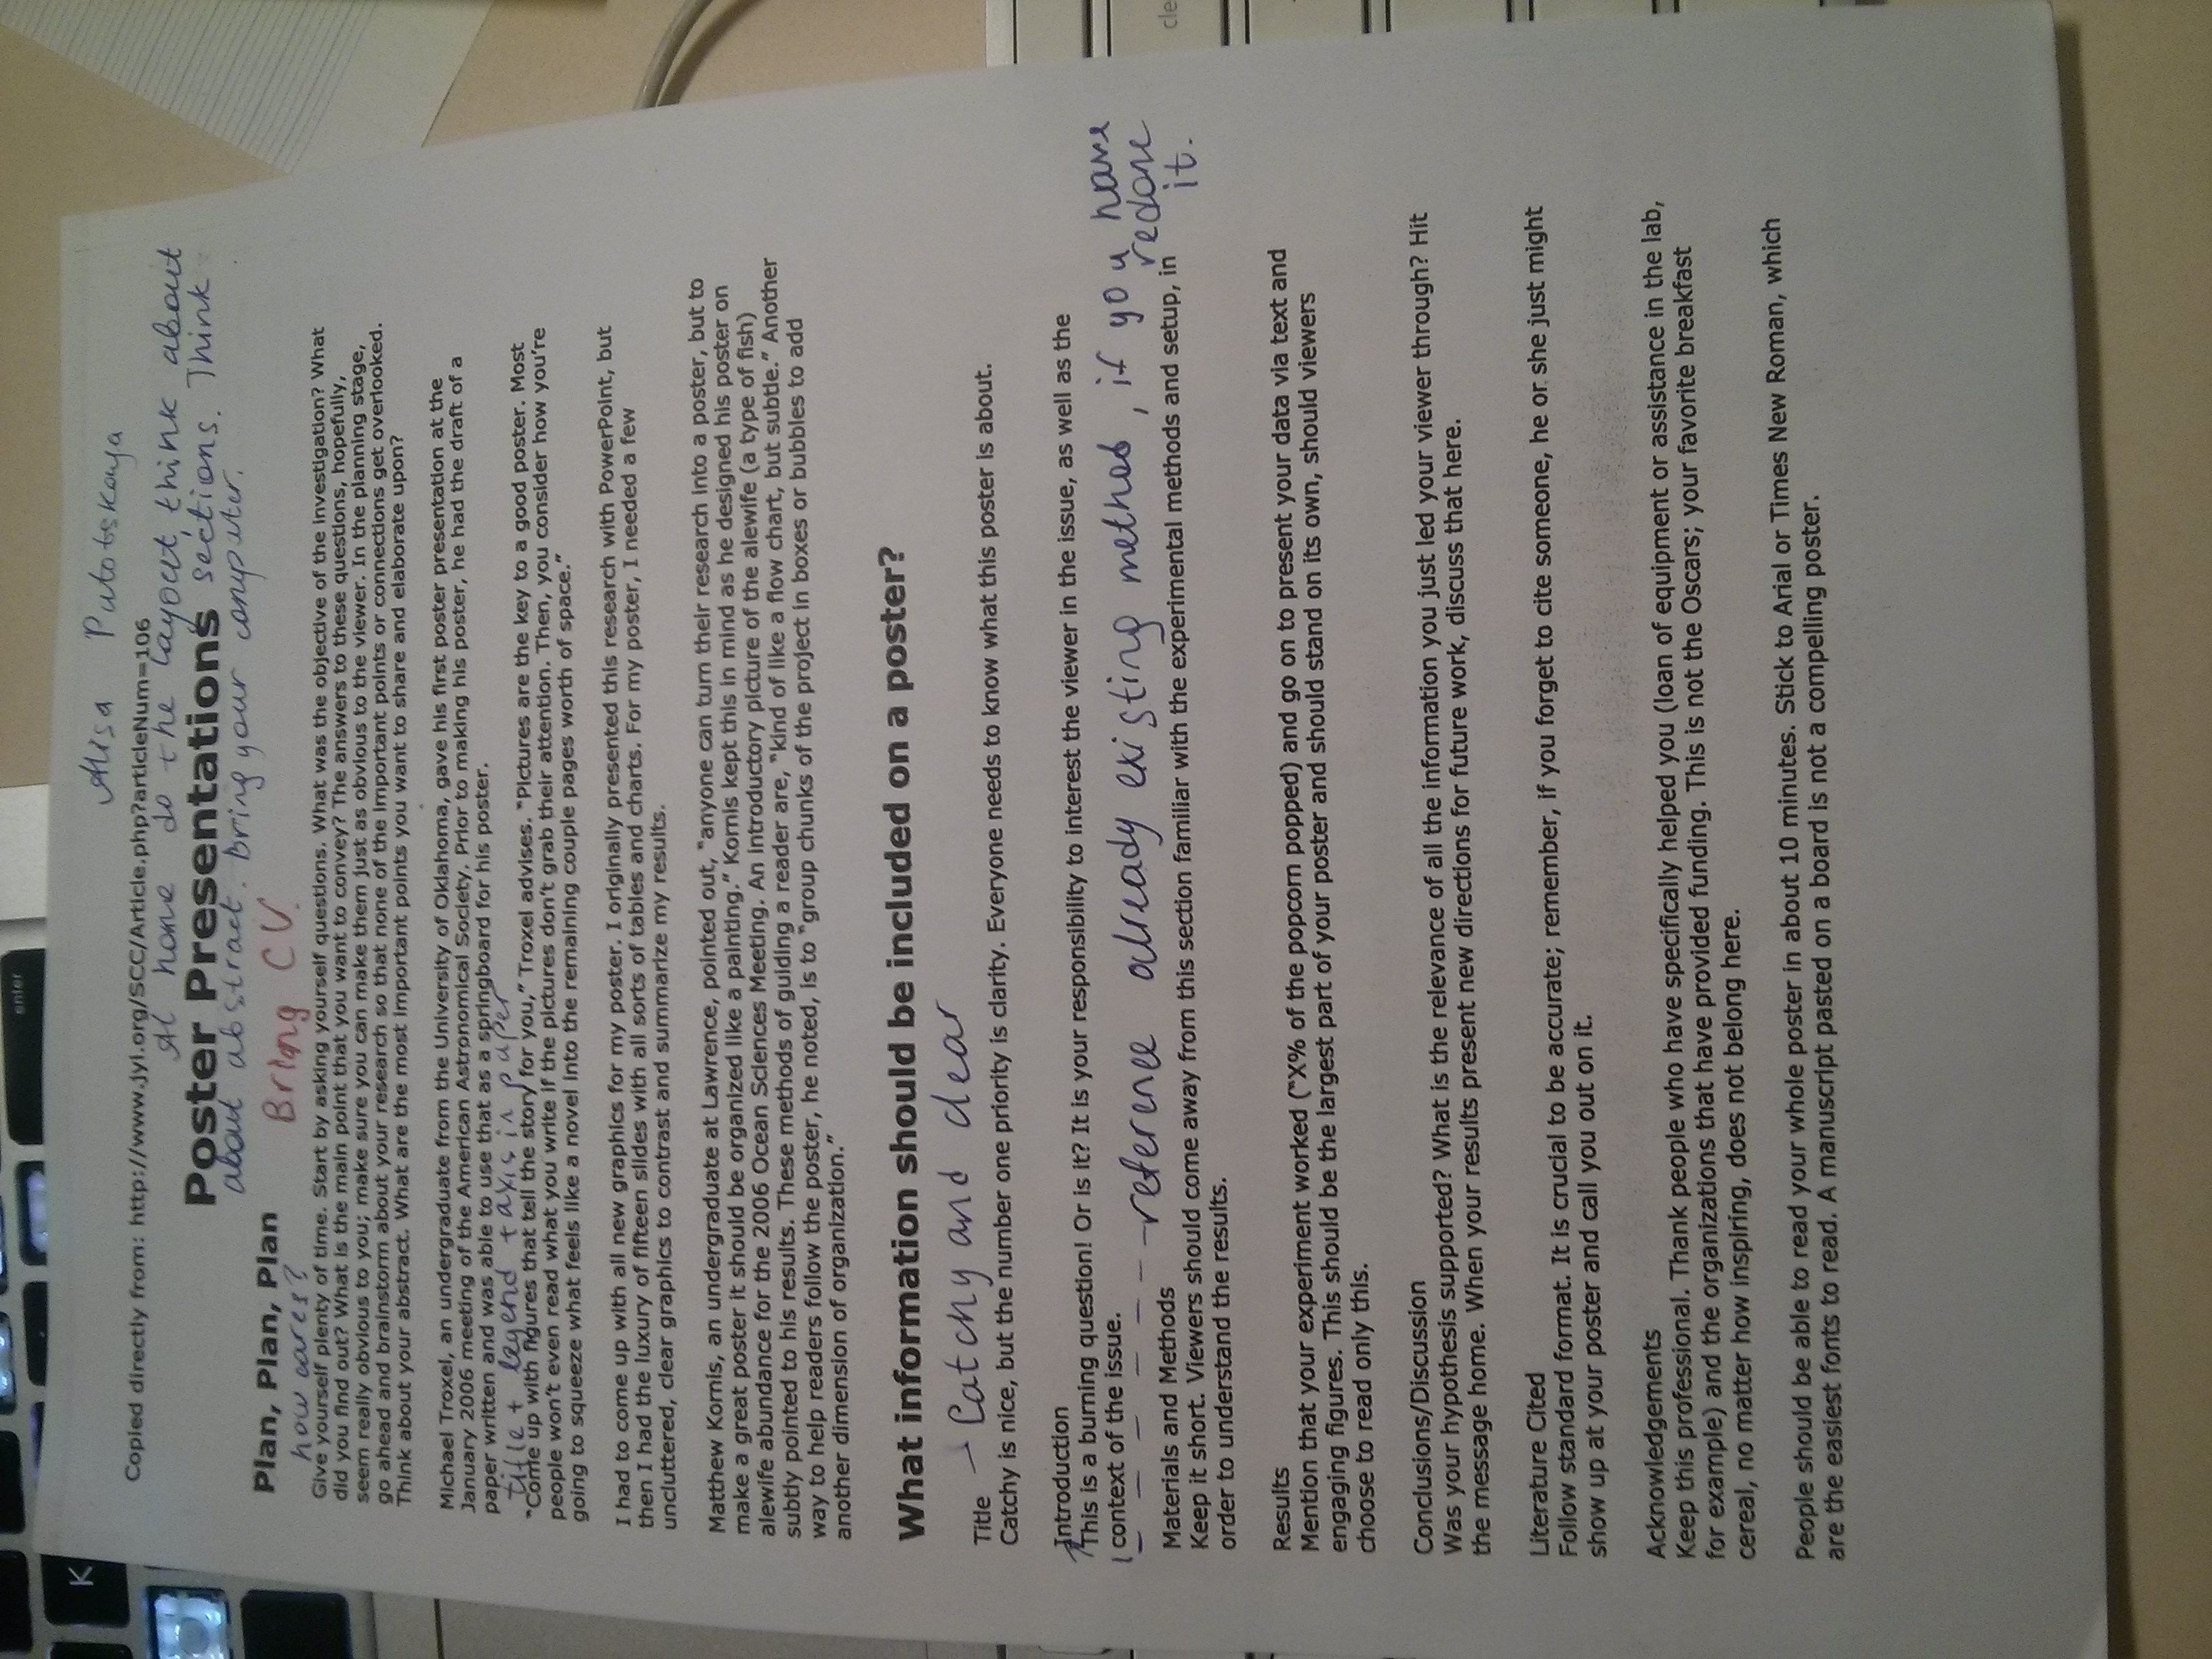 enter
K
Alisa Putotskaya
Copied directly from: http://www.jyi.org/SCC/Article.php?articleNum=106
At home do the layout, think about
Poster Presentations sections. Think
about abstract. Bring your computer.
Plan, Plan, Plan
Bring CV.
how cares?
Give yourself plenty of time. Start by asking yourself questions. What was the objective of the investigation? What
did you find out? What is the main point that you want to convey? The answers to these questions, hopefully,
seem really obvious to you; make sure you can make them just as obvious to the viewer. In the planning stage,
go ahead and brainstorm about your research so that none of the important points or connections get overlooked.
Think about your abstract. What are the most important points you want to share and elaborate upon?
Michael Troxel, an undergraduate from the University of Oklahoma, gave his first poster presentation at the
January 2006 meeting of the American Astronomical Society. Prior to making his poster, he had the draft of a
paper written and was able to use that as a springboard for his poster.
title + legend + axis in paper
“Come up with figures that tell the story for you,” Troxel advises. “Pictures are the key to a good poster. Most
people won’t even read what you write if the pictures don’t grab their attention. Then, you consider how you’re
going to squeeze what feels like a novel into the remaining couple pages worth of space.”
I had to come up with all new graphics for my poster. I originally presented this research with PowerPoint, but
then I had the luxury of fifteen slides with all sorts of tables and charts. For my poster, I needed a few
uncluttered, clear graphics to contrast and summarize my results.
Matthew Kornis, an undergraduate at Lawrence, pointed out, “anyone can turn their research into a poster, but to
make a great poster it should be organized like a painting.” Kornis kept this in mind as he designed his poster on
alewife abundance for the 2006 Ocean Sciences Meeting. An introductory picture of the alewife (a type of fish)
subtly pointed to his results. These methods of guiding a reader are, “kind of like a flow chart, but subtle.” Another
way to help readers follow the poster, he noted, is to “group chunks of the project in boxes or bubbles to add
another dimension of organization.”
What information should be included on a poster?
Title – Catchy and clear
Catchy is nice, but the number one priority is clarity. Everyone needs to know what this poster is about.
Introduction
This is a burning question! Or is it? It is your responsibility to interest the viewer in the issue, as well as the
context of the issue.
– reference already existing method, if you have
redone
it.
Materials and Methods
Keep it short. Viewers should come away from this section familiar with the experimental methods and setup, in
order to understand the results.
Results
Mention that your experiment worked (“X% of the popcorn popped) and go on to present your data via text and
engaging figures. This should be the largest part of your poster and should stand on its own, should viewers
choose to read only this.
Conclusions/Discussion
Was your hypothesis supported? What is the relevance of all the information you just led your viewer through? Hit
the message home. When your results present new directions for future work, discuss that here.
Literature Cited
Follow standard format. It is crucial to be accurate; remember, if you forget to cite someone, he or she just might
show up at your poster and call you out on it.
Acknowledgements
Keep this professional. Thank people who have specifically helped you (loan of equipment or assistance in the lab,
for example) and the organizations that have provided funding. This is not the Oscars; your favorite breakfast
cereal, no matter how inspiring, does not belong here.
People should be able to read your whole poster in about 10 minutes. Stick to Arial or Times New Roman, which
are the easiest fonts to read. A manuscript pasted on a board is not a compelling poster.
cle